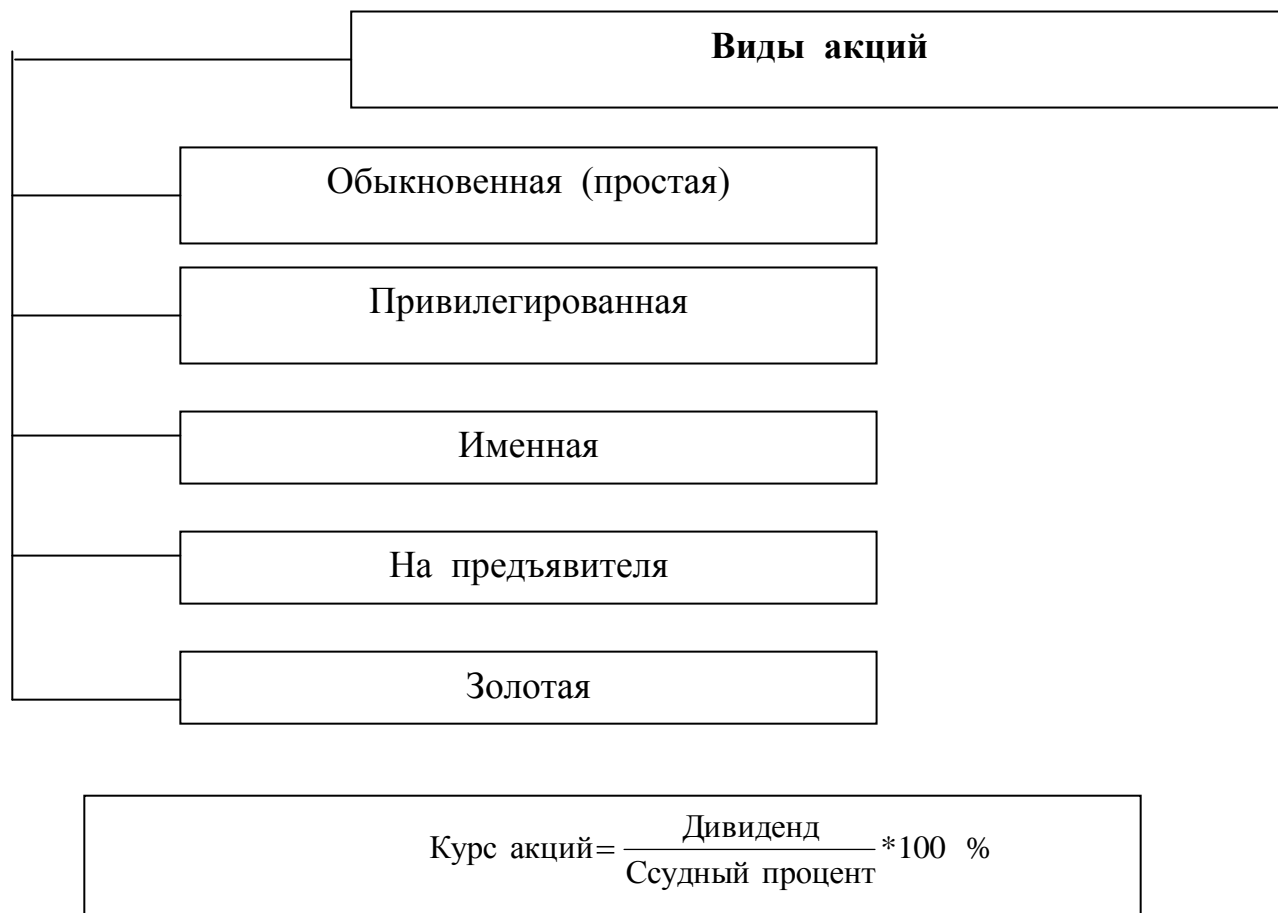 Виды акций
Обыкновенная (простая)
Привилегированная
Именная
На предъявителя
Золотая
Курс акций = Дивиденд / Ссудный процент *100 %